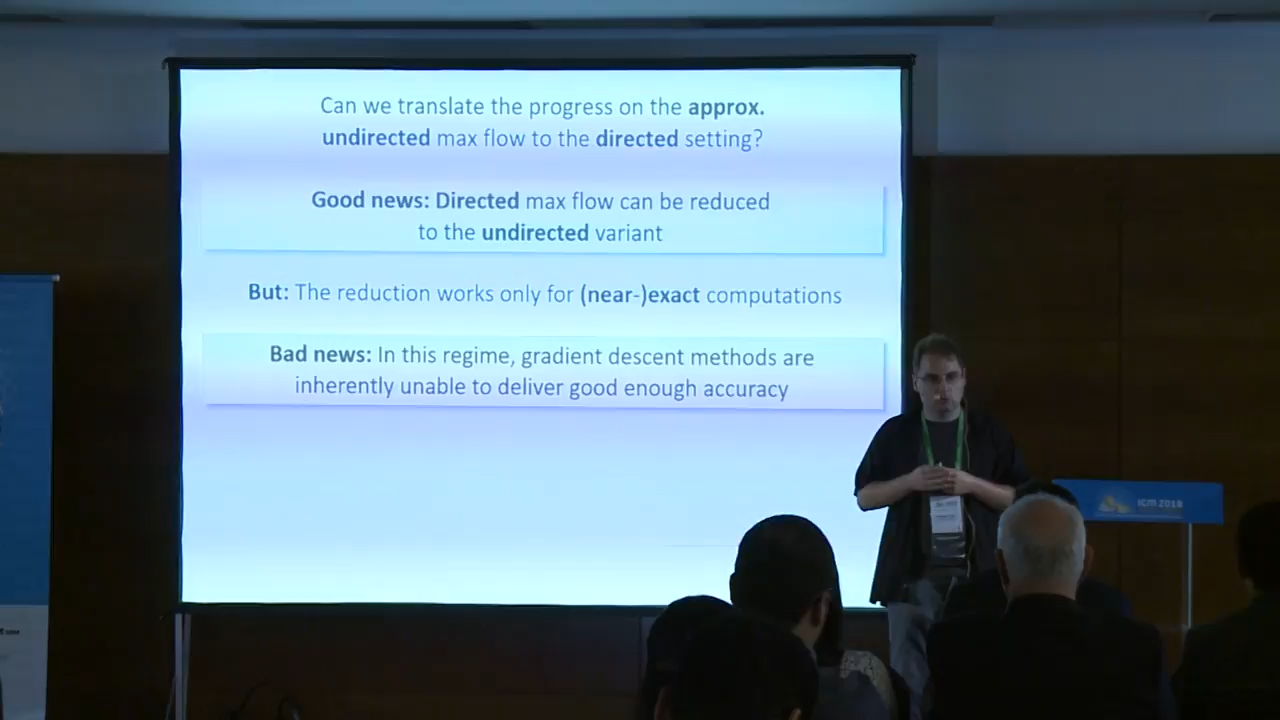 Can we translate the progress on the approx.
undirected max flow to the directed setting?
Good news: Directed max flow can be reduced
to the undirected variant
But: The reduction works only for (near-)exact computations
Bad news: In this regime, gradient descent methods are
inherently unable to deliver good enough accuracy
ICM 2018